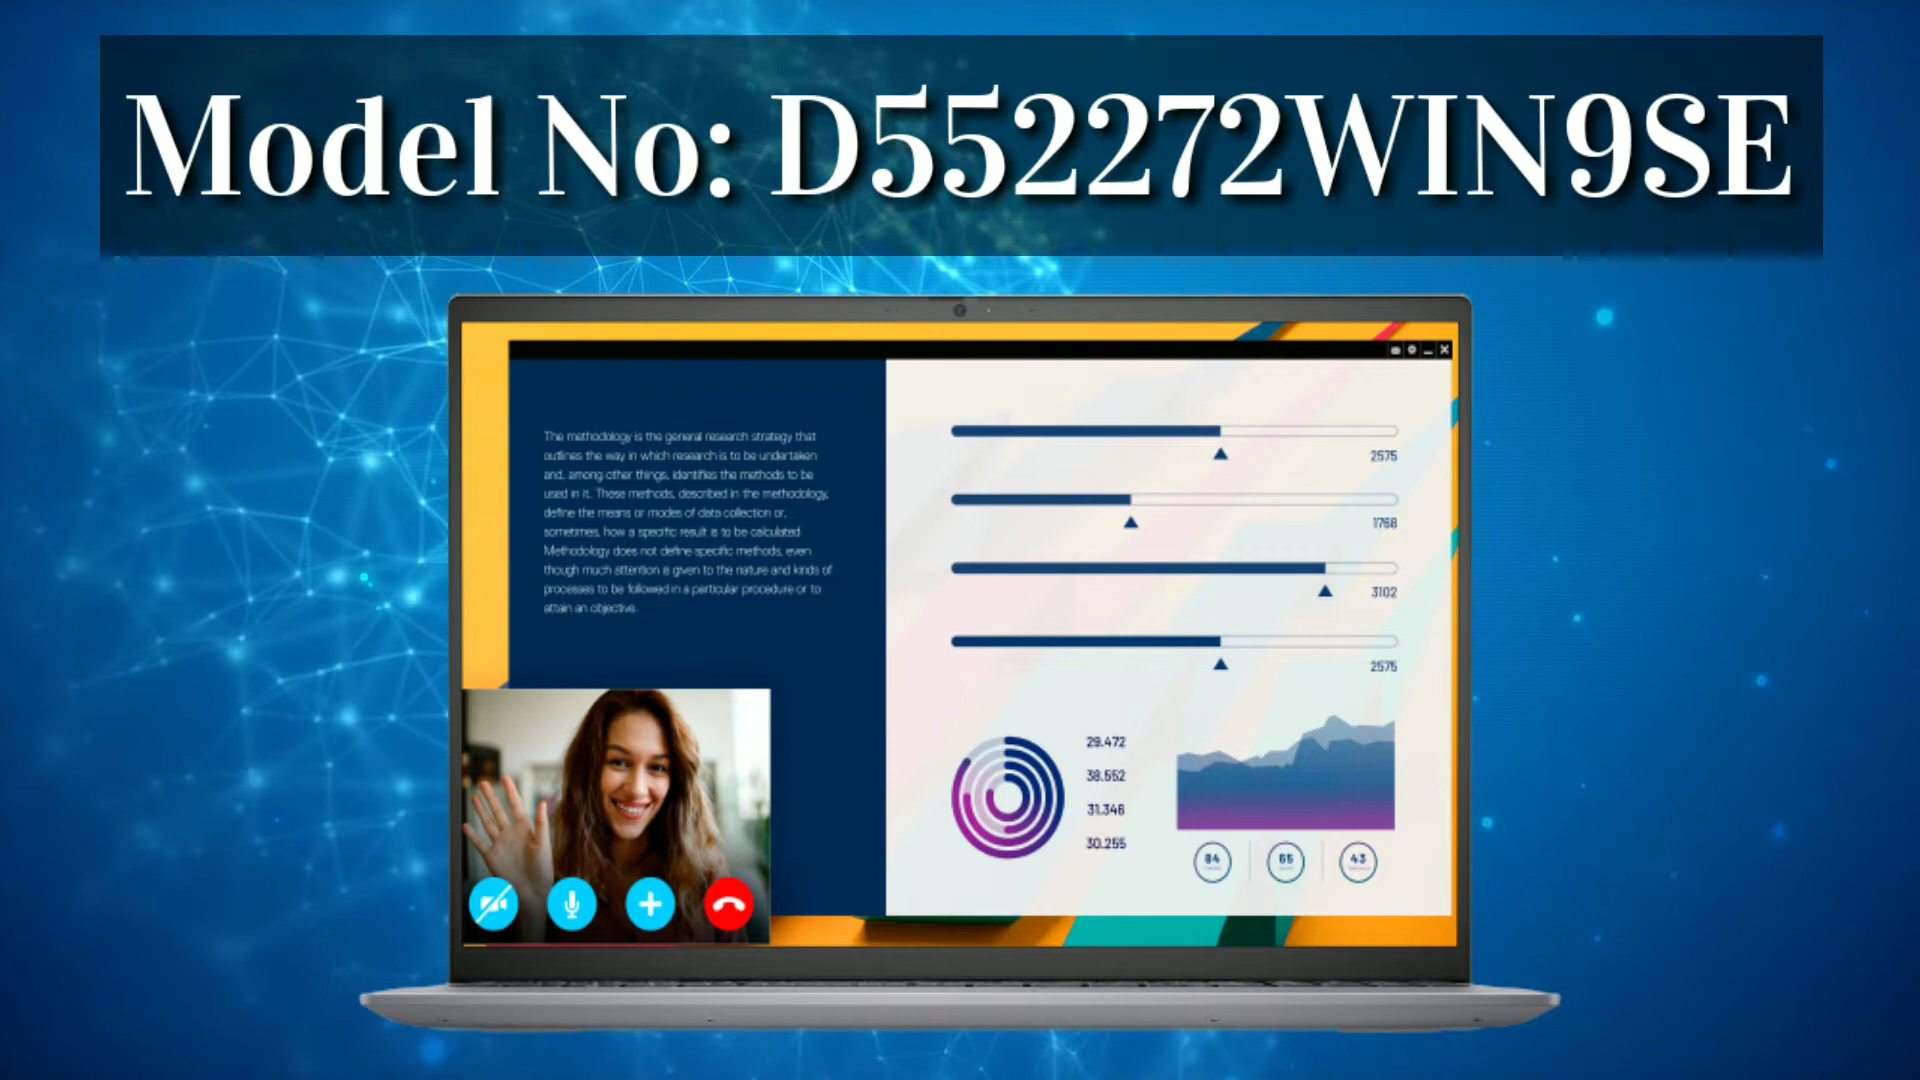 Model No: D552272WIN9SE
The methodology is the general research strategy that
outlines the way in which research is to be undertaken
and, among other things, identifies the methods to be
used in it. These methods, described in the methodology,
define the means or modes of data collection or,
sometimes, how a specific result is to be calculated.
Methodology does not define specific methods, even
though much attention is given to the nature and kinds of
processes to be followed in a particular procedure or to
attain an objective.
2575
1768
3102
2575
29.472
38.552
31.346
30.255
84
65
43